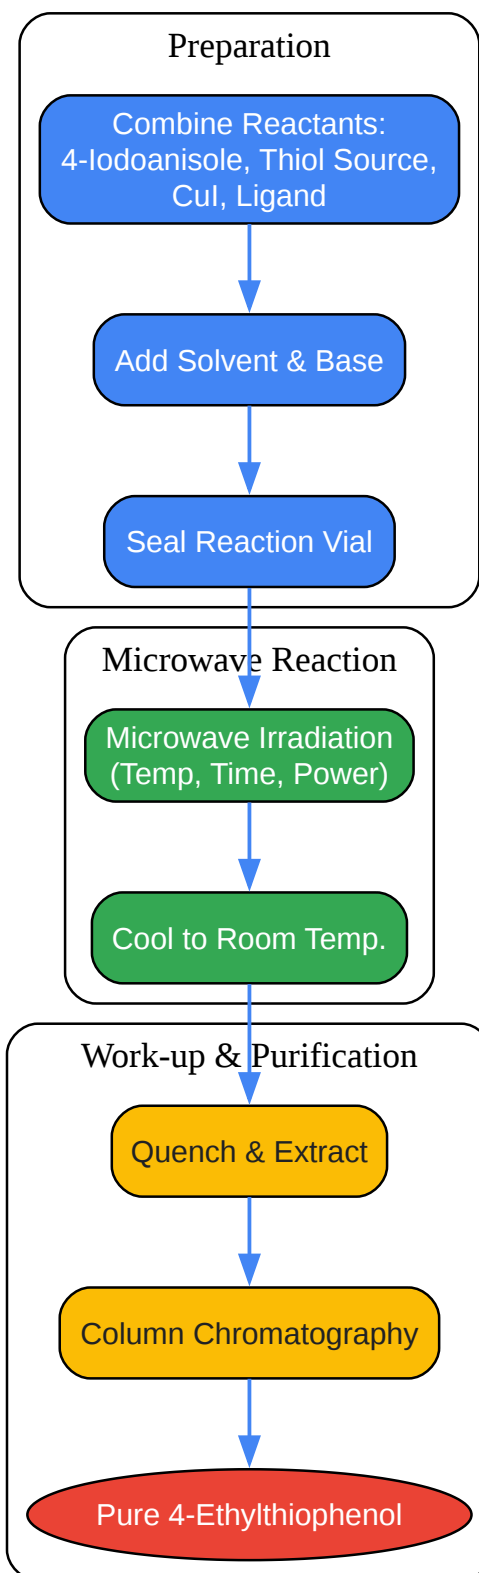 Preparation
Combine Reactants:
4-Iodoanisole, Thiol Source,
CuI, Ligand
Add Solvent & Base
Seal Reaction Vial
Microwave Reaction
Microwave Irradiation
(Temp, Time, Power)
Cool to Room Temp.
Work-up & Purification
Quench & Extract
Column Chromatography
Pure 4-Ethylthiophenol